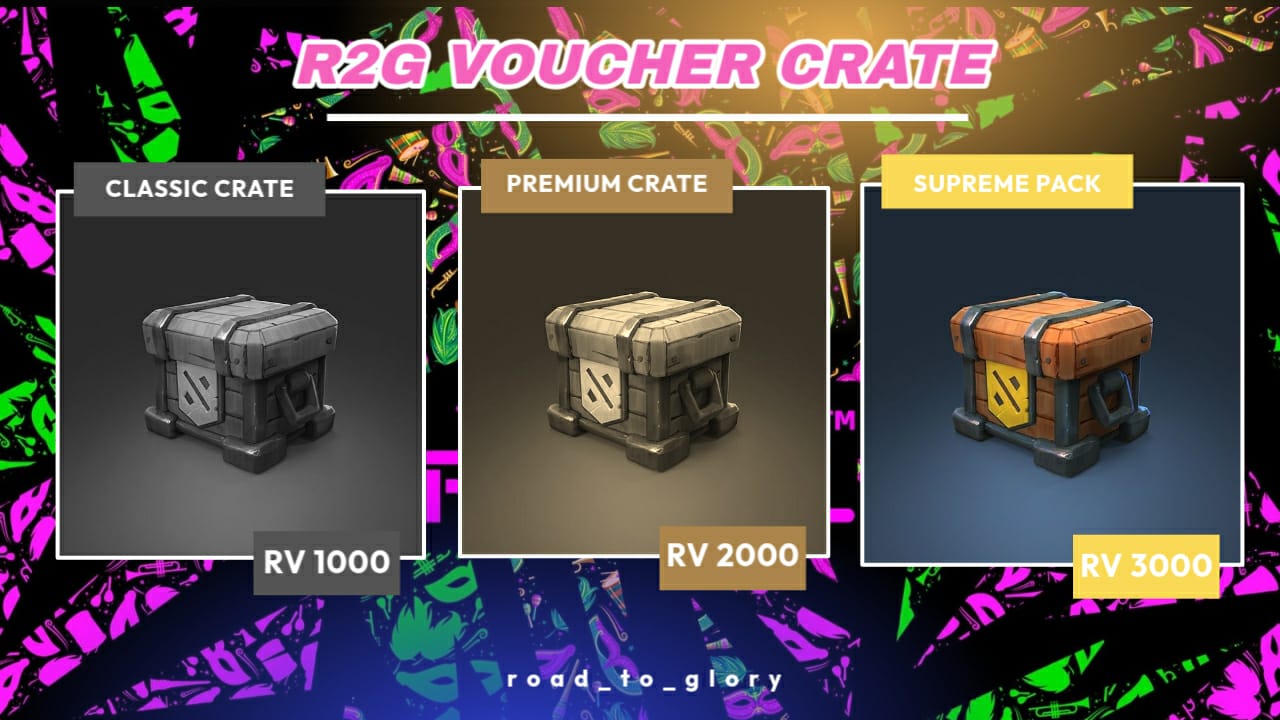 R2G VOUCHER CRATE
CLASSIC CRATE
PREMIUM CRATE
SUPREME PACK
RV 1000
RV 2000
RV 3000
road_to_glory